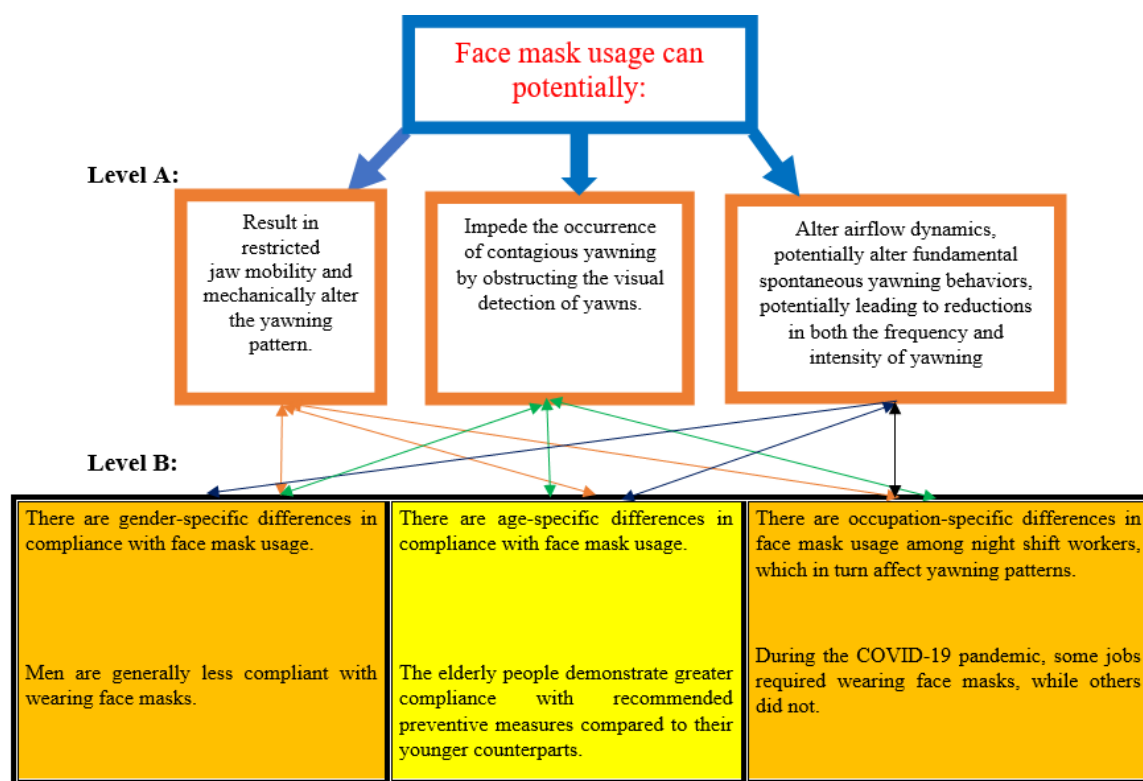 Face mask usage can
potentially:
Level A:
Result in
restricted
jaw mobility and
mechanically alter
the yawning
pattern.
Impede the occurrence
of contagious yawning
by obstructing the visual
detection of yawns.
Alter airflow dynamics,
potentially alter fundamental
spontaneous yawning behaviors,
potentially leading to reductions
in both the frequency and
intensity of yawning
Level B:
There are gender-specific differences in
compliance with face mask usage.
Men are generally less compliant with
wearing face masks.
There are age-specific differences in
compliance with face mask usage.
The elderly people demonstrate greater
compliance with recommended
preventive measures compared to their
younger counterparts.
There are occupation-specific differences in
face mask usage among night shift workers,
which in turn affect yawning patterns.
During the COVID-19 pandemic, some jobs
required wearing face masks, while others
did not.